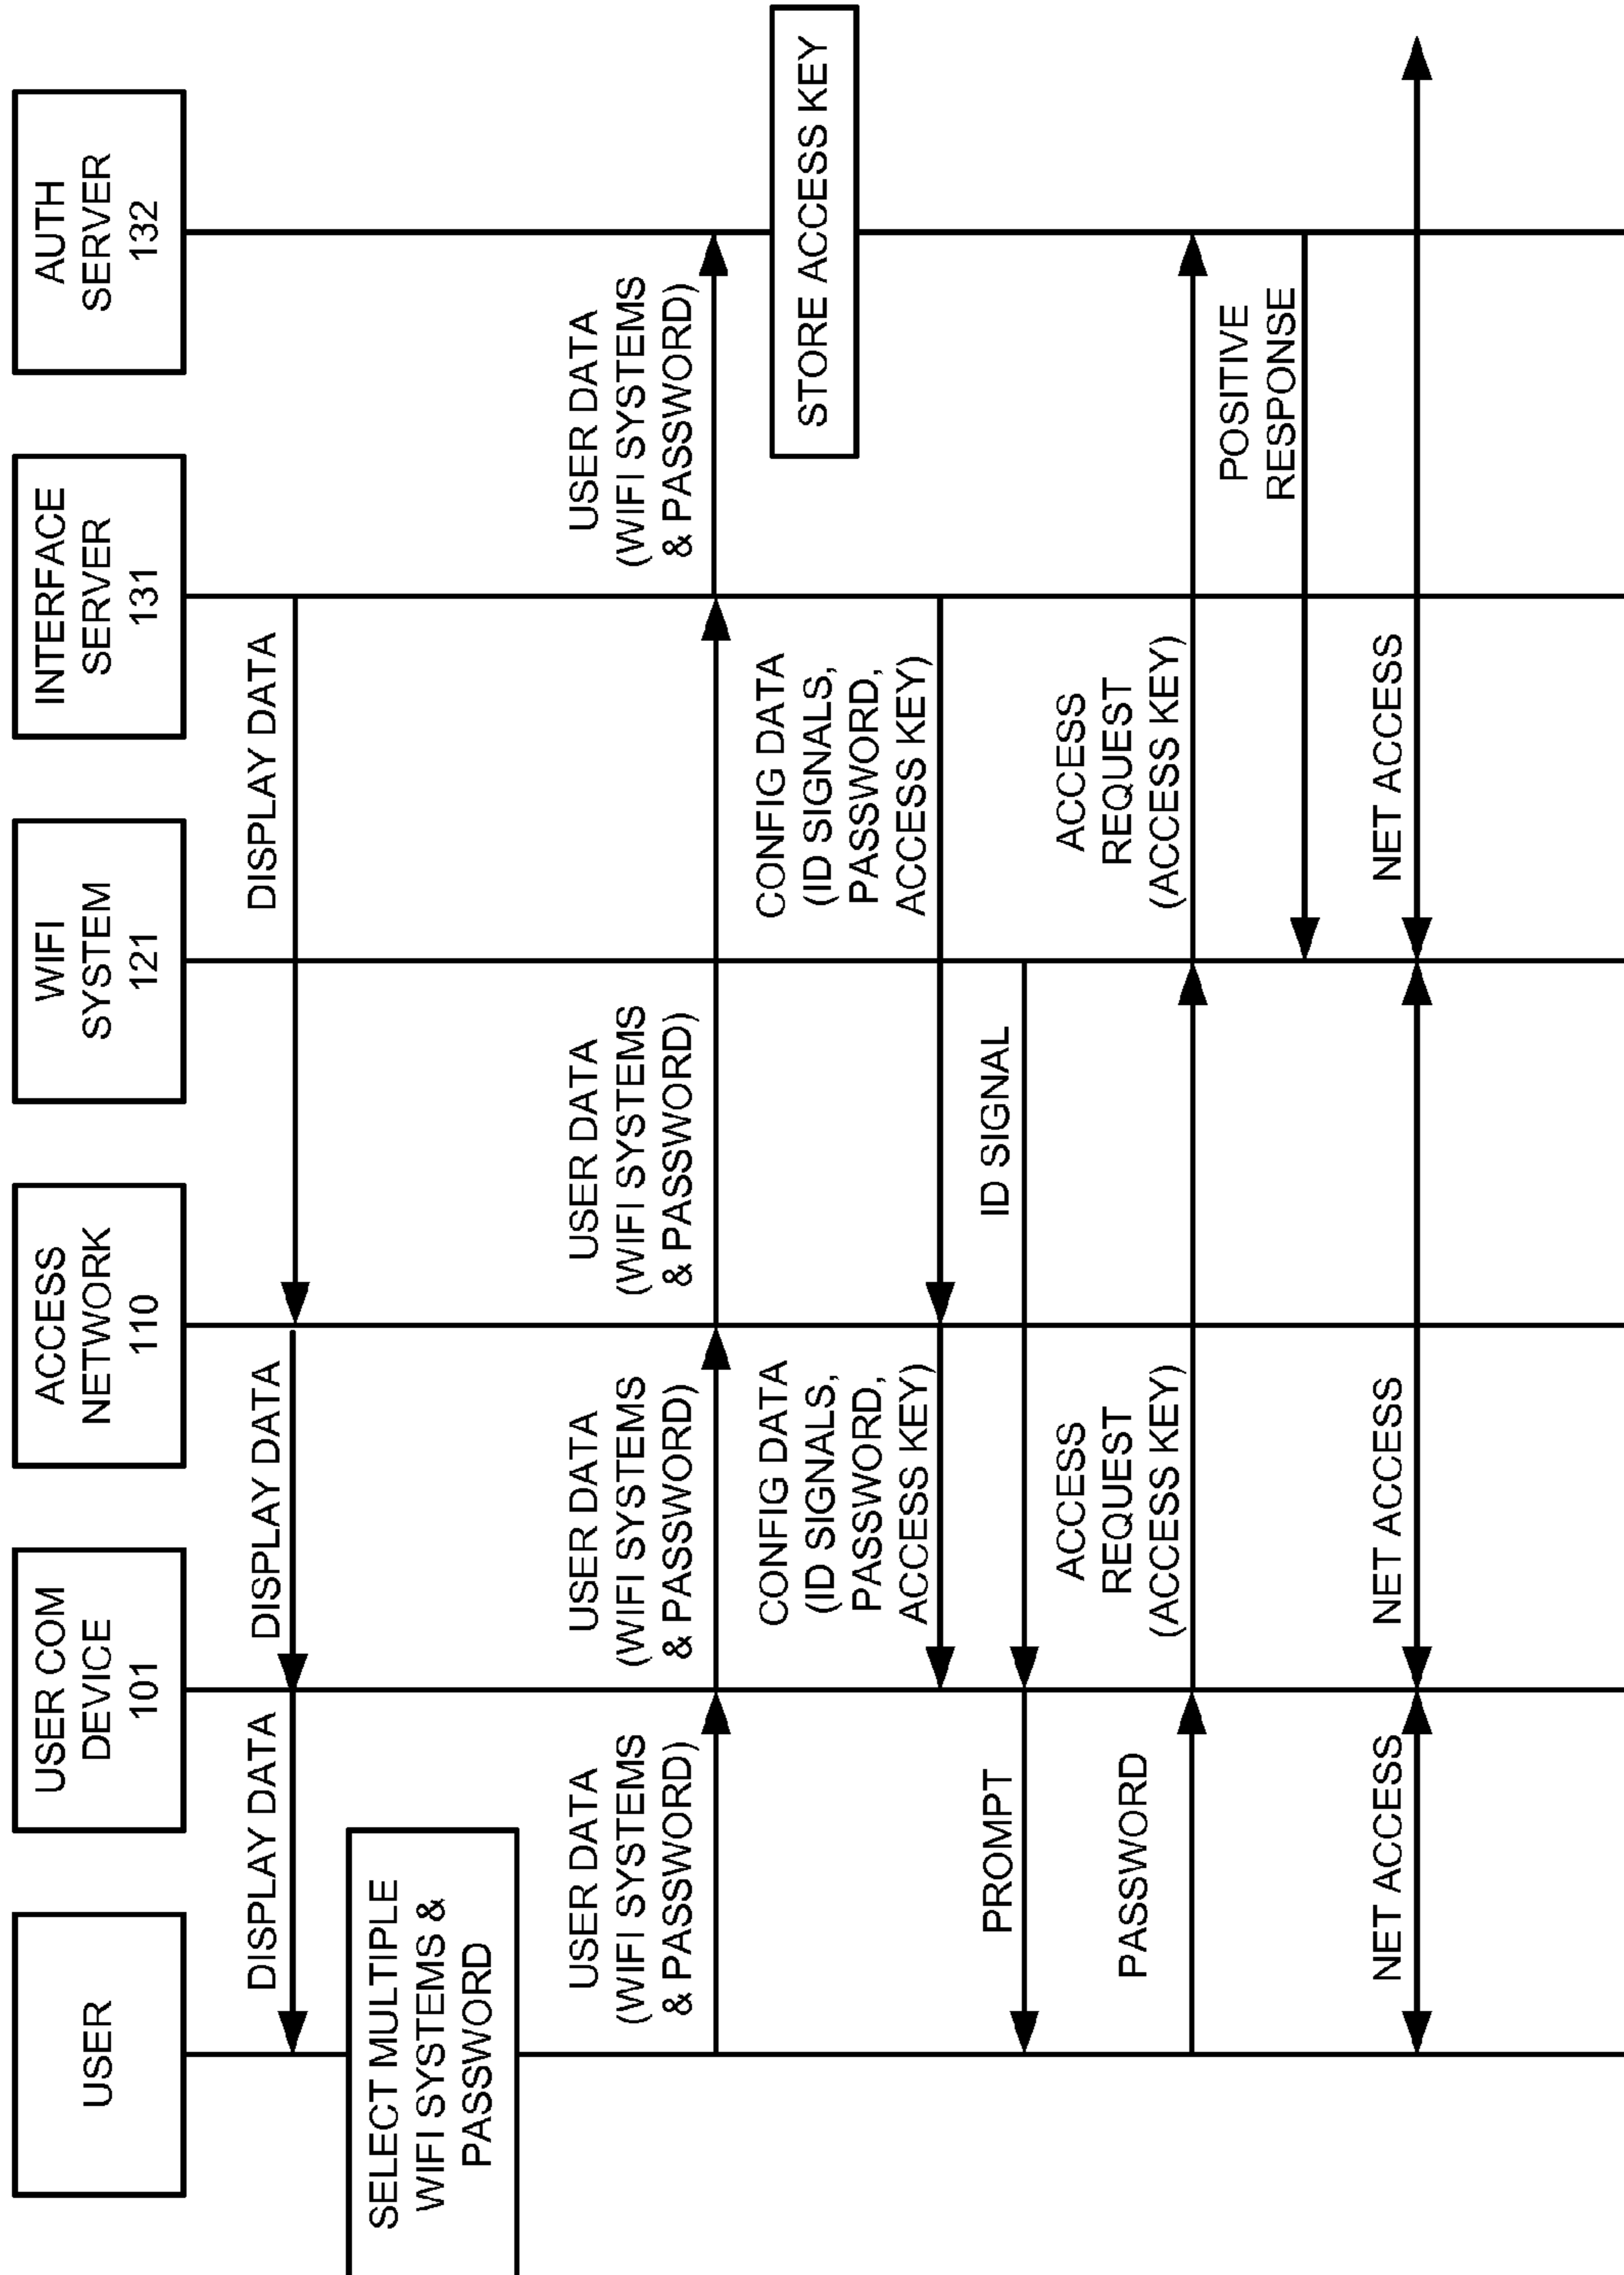 USER
USER COM
DEVICE
101
ACCESS
NETWORK
110
WIFI
SYSTEM
121
INTERFACE
SERVER
131
AUTH
SERVER
132
DISPLAY DATA
DISPLAY DATA
DISPLAY DATA
SELECT MULTIPLE
WIFI SYSTEMS &
PASSWORD
USER DATA
(WIFI SYSTEMS
& PASSWORD)
USER DATA
(WIFI SYSTEMS
& PASSWORD)
USER DATA
(WIFI SYSTEMS
& PASSWORD)
USER DATA
(WIFI SYSTEMS
& PASSWORD)
STORE ACCESS KEY
CONFIG DATA
(ID SIGNALS,
PASSWORD,
ACCESS KEY)
CONFIG DATA
(ID SIGNALS,
PASSWORD,
ACCESS KEY)
PROMPT
ID SIGNAL
PASSWORD
ACCESS
REQUEST
(ACCESS KEY)
ACCESS
REQUEST
(ACCESS KEY)
POSITIVE
RESPONSE
NET ACCESS
NET ACCESS
NET ACCESS